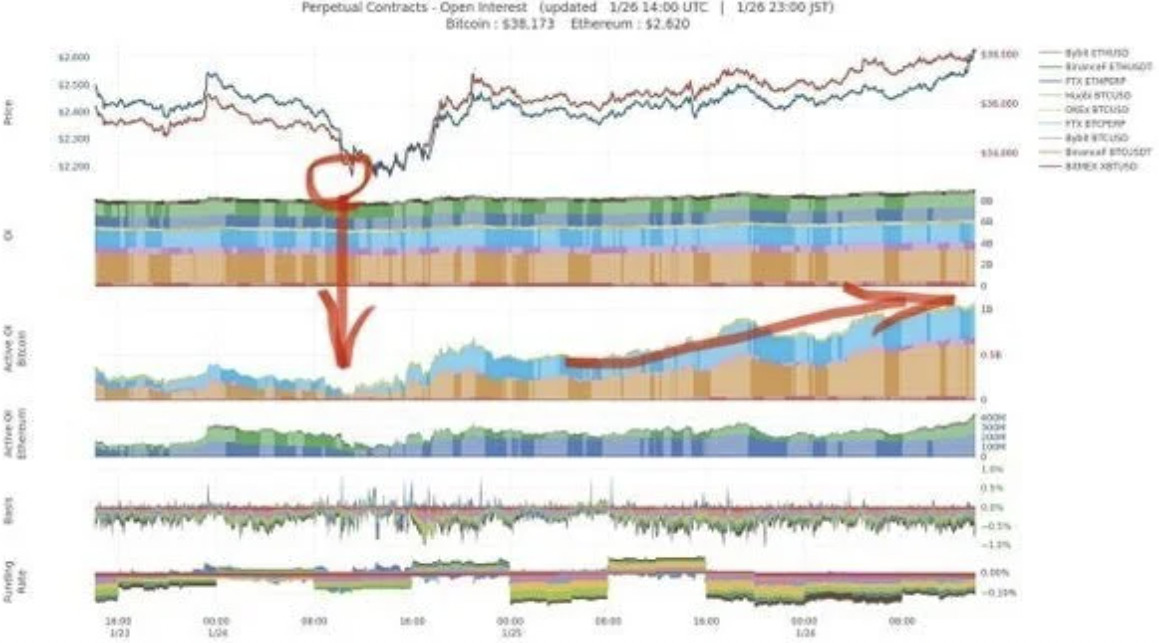 Perpetual Contracts - Open Interest (updated 1/26 14:00 UTC | 1/26 23:00 JST)
Bitcoin : $38,173 Ethereum : $2,620
Price
$2,600
$2,500
$2,400
$2,300
$2,200
$38,000
$36,000
$34,000
Bybit ETHUSD
BinanceF ETHUSDT
FTX ETHPERP
Huobi BTCUSD
OKEx BTCUSD
FTX BTCPERP
Bybit BTCUSD
BinanceF BTCUSDT
BitMEX XBTUSD
OI
8B
6B
4B
2B
0
Active OI
Bitcoin
1B
0.5B
0
Active OI
Ethereum
400M
300M
200M
100M
0
Basis
1.0%
0.5%
0.0%
−0.5%
−1.0%
Funding
Rate
0.00%
−0.10%
16:00 00:00 08:00 16:00 00:00 08:00 16:00 00:00 08:00
1/23 1/24 1/25 1/26